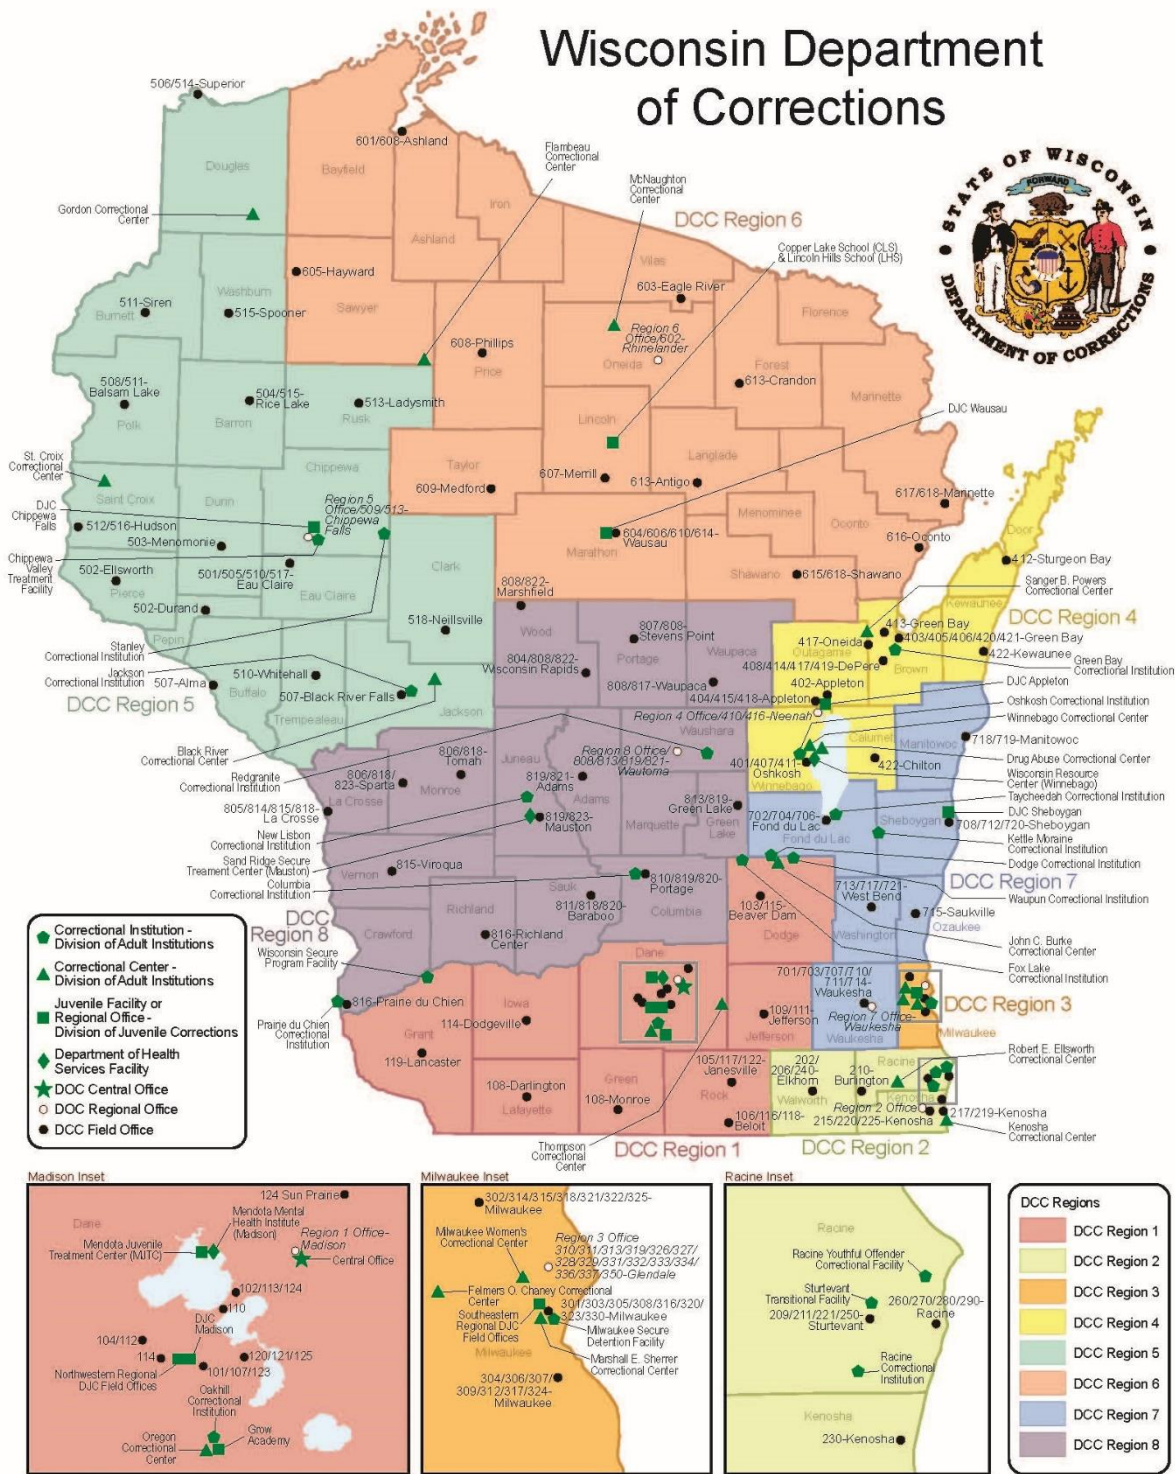 Wisconsin Department
of Corrections
STATE OF WISCONSIN
FORWARD
DEPARTMENT OF CORRECTIONS
506/514-Superior
Douglas
Gordon Correctional
Center
601/608-Ashland
Bayfield
Iron
Ashland
Flambeau
Correctional
Center
McNaughton
Correctional
Center
DCC Region 6
Copper Lake School (CLS)
& Lincoln Hills School (LHS)
Vilas
603-Eagle River
605-Hayward
Sawyer
Washburn
511-Siren
Burnett
515-Spooner
Florence
608-Phillips
Price
Region 6
Office/602-
Rhinelander
Oneida
Forest
613-Crandon
Marinette
508/511-
Balsam Lake
Polk
504/515-
Rice Lake
Barron
513-Ladysmith
Rusk
Lincoln
DJC Wausau
St. Croix
Correctional
Center
Saint Croix
Chippewa
Taylor
609-Medford
607-Merrill
Langlade
613-Antigo
617/618-Marinette
DJC
Chippewa
Falls
Dunn
Region 5
Office/509/513-
Chippewa
Falls
512/516-Hudson
503-Menomonie
Menominee
Oconto
616-Oconto
604/606/610/614-
Wausau
Marathon
Door
412-Sturgeon Bay
Chippewa
Valley
Treatment
Facility
502-Ellsworth
Pierce
501/505/510/517-
Eau Claire
Eau Claire
Clark
Shawano
615/618-Shawano
Sanger B. Powers
Correctional Center
808/822-
Marshfield
Kewaunee
DCC Region 4
502-Durand
Pepin
518-Neillsville
Wood
807/808-
Stevens Point
Portage
Waupaca
413-Green Bay
417-Oneida
403/405/406/420/421-Green Bay
Outagamie
Brown
422-Kewaunee
Stanley
Correctional Institution
804/808/822-
Wisconsin Rapids
408/414/417/419-DePere
Green Bay
Correctional Institution
Jackson
Correctional Institution
510-Whitehall
507-Alma
Buffalo
507-Black River Falls
808/817-Waupaca
402-Appleton
404/415/418-Appleton
DJC Appleton
DCC Region 5
Trempealeau
Jackson
Region 4 Office/410/416-Neenah
Oshkosh Correctional Institution
Winnebago Correctional Center
Waushara
Calumet
Manitowoc
718/719-Manitowoc
Black River
Correctional Center
806/818-
Tomah
Juneau
Region 8 Office/
808/813/819/821-
Wautoma
401/407/411-
Oshkosh
Winnebago
422-Chilton
Drug Abuse Correctional Center
Redgranite
Correctional Institution
806/818/
823-Sparta
Monroe
819/821-
Adams
Adams
Wisconsin
Resource
Center (Winnebago)
La Crosse
805/814/815/818-
La Crosse
813/819-
Green Lake
Taycheedah Correctional Institution
Marquette
Green
Lake
702/704/706-
Fond du Lac
Fond du Lac
Sheboygan
DJC Sheboygan
708/712/720-Sheboygan
New Lisbon
Correctional Institution
819/823-
Mauston
Kettle Moraine
Correctional Institution
Sand Ridge Secure
Treament Center (Mauston)
815-Viroqua
Vernon
Dodge Correctional Institution
Columbia
Correctional Institution
Sauk
810/819/820-
Portage
DCC Region 7
811/818/820-
Baraboo
Columbia
713/717/721-
West Bend
Waupun Correctional Institution
103/115-
Beaver Dam
715-Saukville
Ozaukee
DCC
Region 8
Richland
Crawford
816-Richland
Center
Dodge
Washington
John C. Burke
Correctional Center
Wisconsin Secure
Program Facility
Dane
701/703/707/710/
711/714-
Waukesha
Fox Lake
Correctional Institution
816-Prairie du Chien
Iowa
DCC Region 3
Prairie du Chien
Correctional
Institution
Grant
114-Dodgeville
109/111-
Jefferson
Jefferson
Region 7 Office-
Waukesha
Waukesha
Milwaukee
119-Lancaster
Robert E. Ellsworth
Correctional Center
105/117/122-
Janesville
202/
206/240-
Elkhorn
Racine
210-
Burlington
Green
Rock
Walworth
Kenosha
108-Darlington
Lafayette
108-Monroe
Region 2 Office
217/219-Kenosha
106/116/118-
Beloit
215/220/225-Kenosha
Kenosha
Correctional Center
Thompson
Correctional
Center
DCC Region 1
DCC Region 2
Correctional Institution -
Division of Adult Institutions
Correctional Center -
Division of Adult Institutions
Juvenile Facility or
Regional Office -
Division of Juvenile Corrections
Department of Health
Services Facility
DOC Central Office
DOC Regional Office
DCC Field Office
Madison Inset
124 Sun Prairie
Dane
Mendota Mental
Health Institute
(Madison)
Mendota Juvenile
Treatment Center (MJTC)
Region 1 Office-
Madison
Central Office
102/113/124
110
DJC
Madison
104/112
114
120/121/125
Northwestern Regional
DJC Field Offices
101/107/123
Oakhill
Correctional
Institution
Oregon
Correctional
Center
Grow
Academy
Milwaukee Inset
302/314/315/318/321/322/325-
Milwaukee
Milwaukee Women's
Correctional Center
Region 3 Office
310/311/313/319/326/327/
328/329/331/332/333/334/
336/337/350-Glendale
Felmers O. Chaney Correctional
Center
Southeastern
Regional DJC
Field Offices
301/303/305/308/316/320/
323/330-Milwaukee
Milwaukee Secure
Detention Facility
Milwaukee
Marshall E. Sherrer
Correctional Center
304/306/307/
309/312/317/324-
Milwaukee
Racine Inset
Racine
Racine Youthful Offender
Correctional Facility
Sturtevant
Transitional Facility
209/211/221/250-
Sturtevant
260/270/280/290-
Racine
Racine
Correctional
Institution
Kenosha
230-Kenosha
DCC Regions
DCC Region 1
DCC Region 2
DCC Region 3
DCC Region 4
DCC Region 5
DCC Region 6
DCC Region 7
DCC Region 8